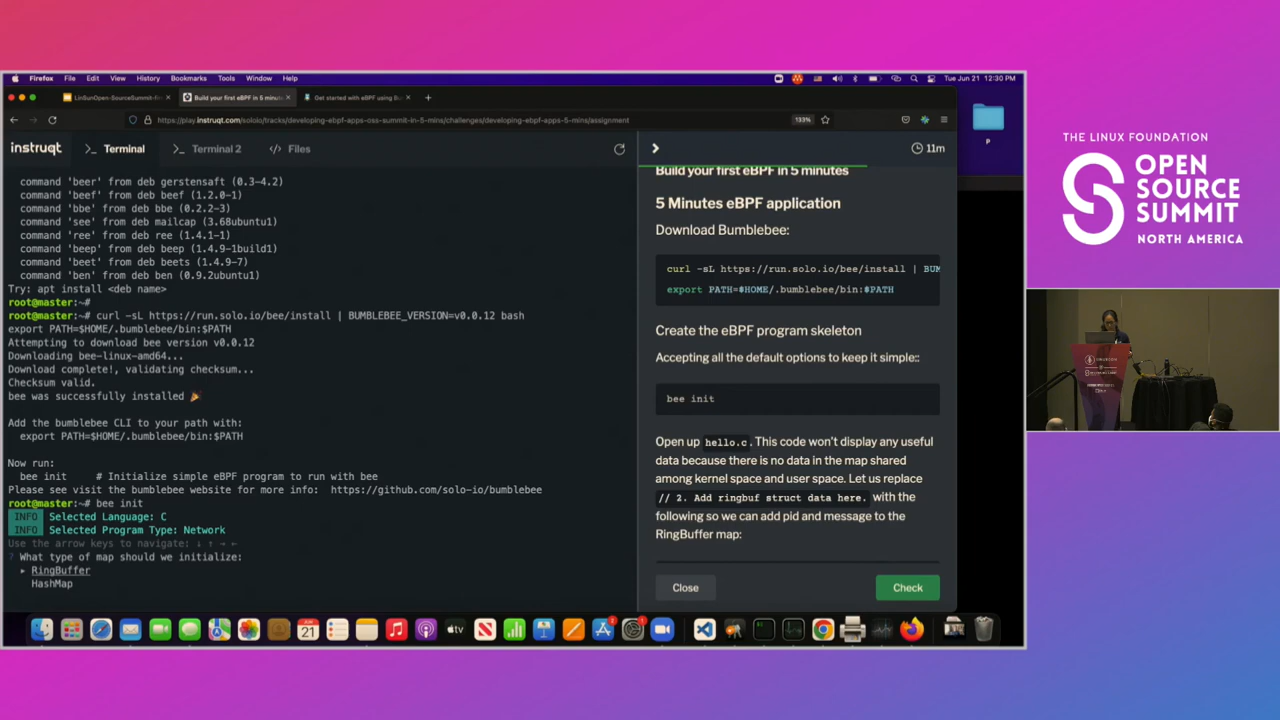 Firefox File Edit View History Bookmarks Tools Window Help
Tue Jun 21 12:30 PM
LinSunOpen-SourceSummit-Fi
Build your first eBPF in 5 minut
Get started with eBPF using Bu
https://play.instruqt.com/soloio/tracks/developing-ebpf-apps-oss-summit-in-5-mins/challenges/developing-ebpf-apps-5-mins/assignment
133%
instruqt
>_ Terminal
>_ Terminal 2
</> Files
11m
command 'beer' from deb gerstensaft (0.3-4.2)
command 'beef' from deb beef (1.2.0-1)
command 'bbe' from deb bbe (0.2.2-3)
command 'see' from deb mailcap (3.68ubuntu1)
command 'ree' from deb ree (1.4.1-1)
command 'beep' from deb beep (1.4.9-1build1)
command 'beet' from deb beets (1.4.9-7)
command 'ben' from deb ben (0.9.2ubuntu1)
Try: apt install <deb name>
root@master:~#
root@master:~# curl -sL https://run.solo.io/bee/install | BUMBLEBEE_VERSION=v0.0.12 bash
export PATH=$HOME/.bumblebee/bin:$PATH
Attempting to download bee version v0.0.12
Downloading bee-linux-amd64...
Download complete!, validating checksum...
Checksum valid.
bee was successfully installed 🎉
Add the bumblebee CLI to your path with:
export PATH=$HOME/.bumblebee/bin:$PATH
Now run:
bee init # Initialize simple eBPF program to run with bee
Please see visit the bumblebee website for more info: https://github.com/solo-io/bumblebee
root@master:~# bee init
INFO Selected Language: C
INFO Selected Program Type: Network
Use the arrow keys to navigate: ↓ ↑ → ←
? What type of map should we initialize:
▸ RingBuffer
HashMap
Build your first eBPF in 5 minutes
5 Minutes eBPF application
Download Bumblebee:
curl -sL https://run.solo.io/bee/install | BUM
export PATH=$HOME/.bumblebee/bin:$PATH
Create the eBPF program skeleton
Accepting all the default options to keep it simple::
bee init
Open up hello.c. This code won't display any useful
data because there is no data in the map shared
among kernel space and user space. Let us replace
// 2. Add ringbuf struct data here. with the
following so we can add pid and message to the
RingBuffer map:
Close
Check
P
JUN
21
tv
THE LINUX FOUNDATION
OPEN
SOURCE
SUMMIT
NORTH AMERICA